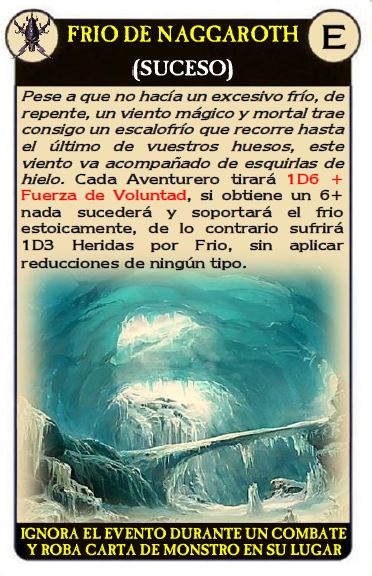 FRIO DE NAGGAROTH
E
(SUCESO)
Pese a que no hacía un excesivo frío, de
repente, un viento mágico y mortal trae
consigo un escalofrío que recorre hasta
el último de vuestros huesos, este
viento va acompañado de esquirlas de
hielo. Cada Aventurero tirará 1D6 +
Fuerza de Voluntad, si obtiene un 6+
nada sucederá y soportará el frio
estoicamente, de lo contrario sufrirá
1D3 Heridas por Frio, sin aplicar
reducciones de ningún tipo.
IGNORA EL EVENTO DURANTE UN COMBATE
Y ROBA CARTA DE MONSTRO EN SU LUGAR